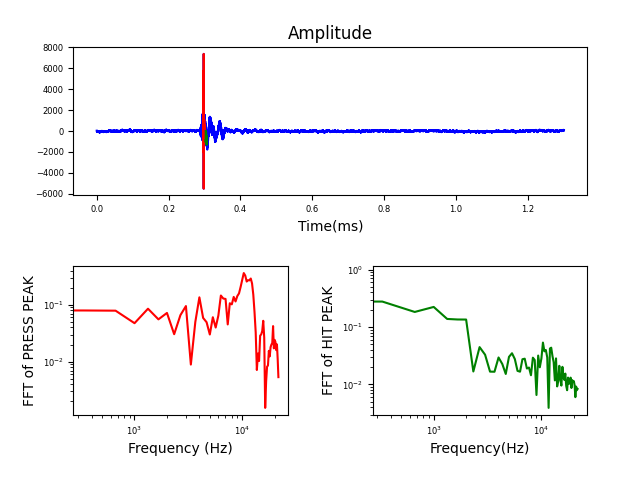 Amplitude
8000
6000
4000
2000
0
−2000
−4000
−6000
0.0 0.2 0.4 0.6 0.8 1.0 1.2
Time(ms)
FFT of PRESS PEAK
10⁻¹
10⁻²
10³ 10⁴
Frequency (Hz)
FFT of HIT PEAK
10⁰
10⁻¹
10⁻²
10³ 10⁴
Frequency(Hz)